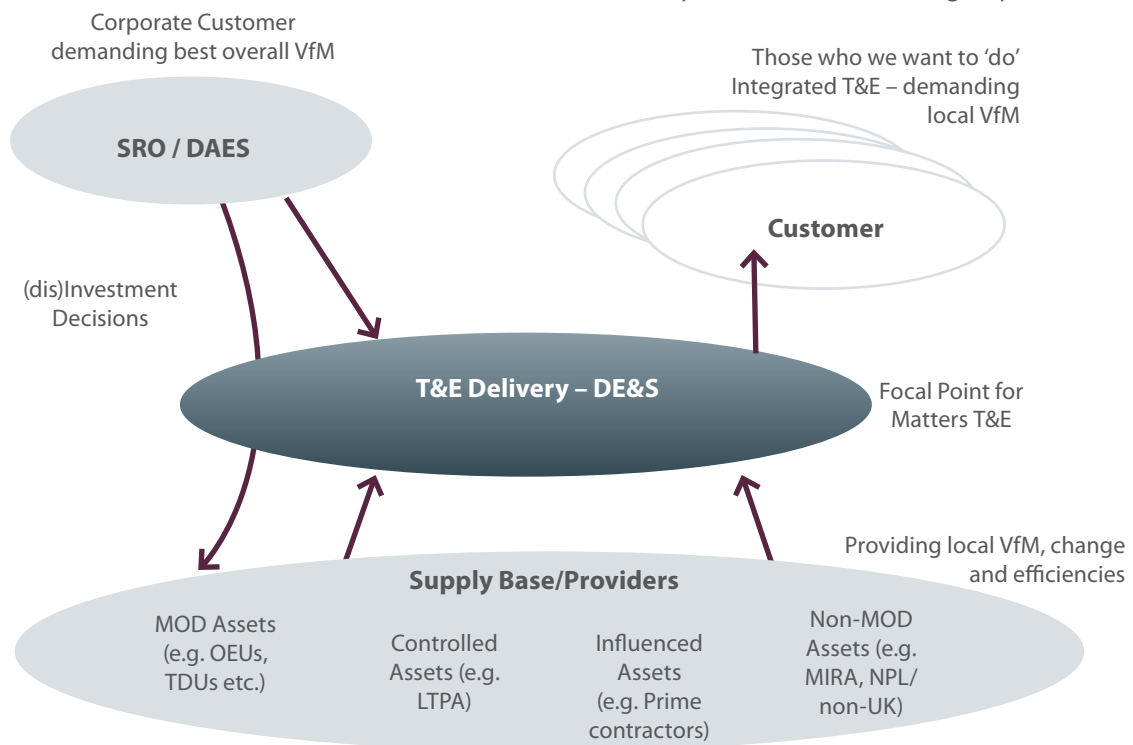 Corporate Customer
demanding best overall VfM
SRO / DAES
Those who we want to ‘do’
Integrated T&E – demanding
local VfM
Customer
(dis)Investment
Decisions
T&E Delivery – DE&S
Focal Point for
Matters T&E
Providing local VfM, change
and efficiencies
Supply Base/Providers
MOD Assets
(e.g. OEUs,
TDUs etc.)
Controlled
Assets (e.g.
LTPA)
Influenced
Assets
(e.g. Prime
contractors)
Non-MOD
Assets (e.g.
MIRA, NPL/
non-UK)